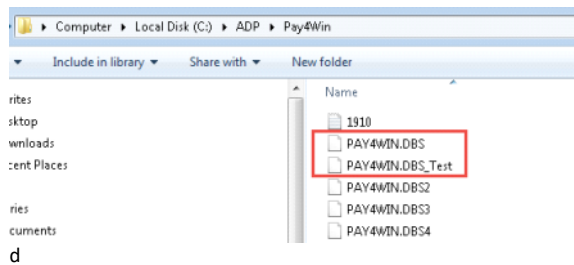 Computer ▸ Local Disk (C:) ▸ ADP ▸ Pay4Win
Include in library Share with New folder
rites
sktop
wnloads
cent Places
ries
cuments
Name
1910
PAY4WIN.DBS
PAY4WIN.DBS_Test
PAY4WIN.DBS2
PAY4WIN.DBS3
PAY4WIN.DBS4
d